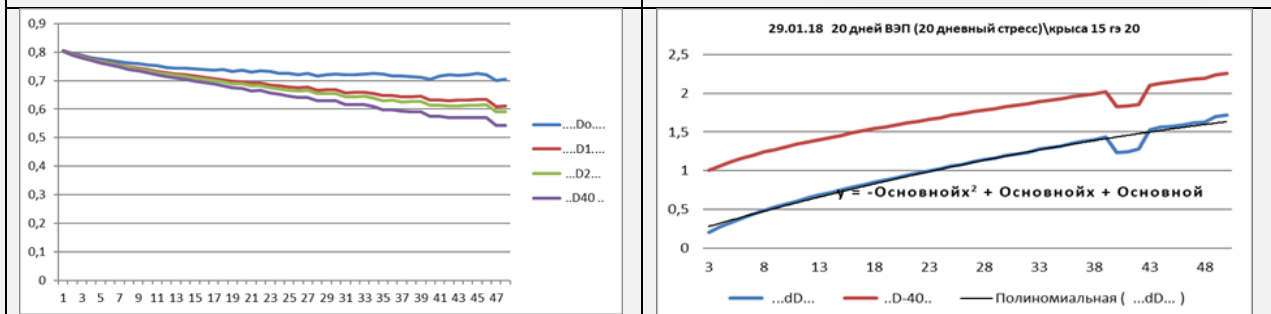 0,9
0,8
0,7
0,6
0,5
0,4
0,3
0,2
0,1
0
1 3 5 7 9 11 13 15 17 19 21 23 25 27 29 31 33 35 37 39 41 43 45 47
....Do....
....D1....
...D2...
..D40 ..
29.01.18 20 дней ВЭП (20 дневный стресс)\крыса 15 гэ 20
2,5
2
1,5
1
0,5
0
y = -Основнойx² + Основнойx + Основной
3 8 13 18 23 28 33 38 43 48
...dD... ..D-40.. Полиномиальная ( ...dD... )